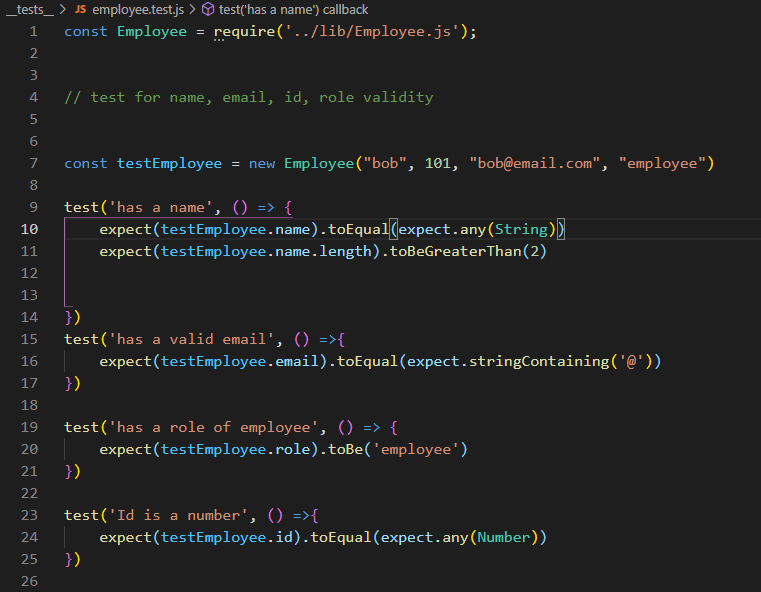 __tests__ > JS employee.test.js > test('has a name') callback
1 const Employee = require('../lib/Employee.js');
2
3
4 // test for name, email, id, role validity
5
6
7 const testEmployee = new Employee("bob", 101, "bob@email.com", "employee")
8
9 test('has a name', () => {
10     expect(testEmployee.name).toEqual(expect.any(String))
11     expect(testEmployee.name.length).toBeGreaterThan(2)
12
13
14 })
15 test('has a valid email', () =>{
16     expect(testEmployee.email).toEqual(expect.stringContaining('@'))
17 })
18
19 test('has a role of employee', () => {
20     expect(testEmployee.role).toBe('employee')
21 })
22
23 test('Id is a number', () =>{
24     expect(testEmployee.id).toEqual(expect.any(Number))
25 })
26